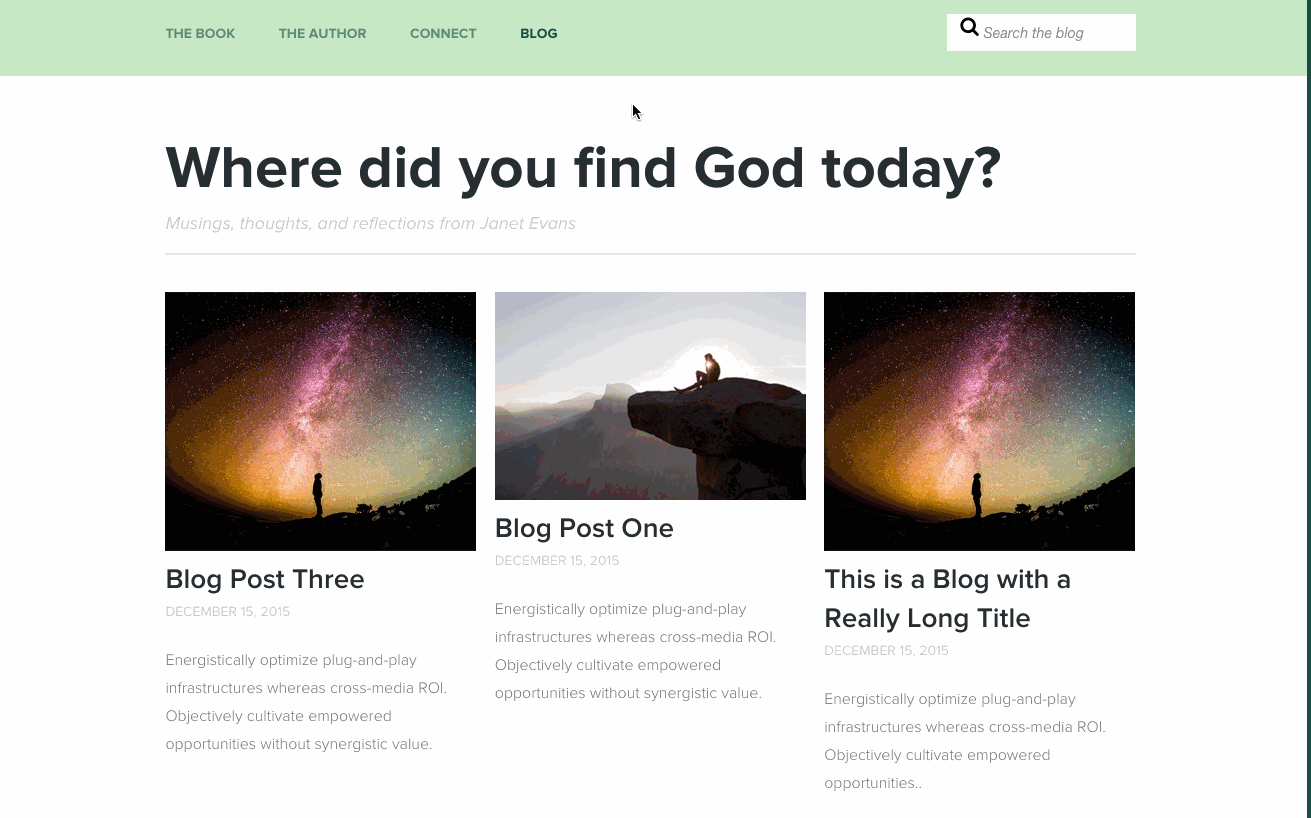 THE BOOK THE AUTHOR CONNECT BLOG Search the blog
Where did you find God today?
Musings, thoughts, and reflections from Janet Evans
Blog Post Three
DECEMBER 15, 2015
Energistically optimize plug-and-play
infrastructures whereas cross-media ROI.
Objectively cultivate empowered
opportunities without synergistic value.
Blog Post One
DECEMBER 15, 2015
Energistically optimize plug-and-play
infrastructures whereas cross-media ROI.
Objectively cultivate empowered
opportunities without synergistic value.
This is a Blog with a
Really Long Title
DECEMBER 15, 2015
Energistically optimize plug-and-play
infrastructures whereas cross-media ROI.
Objectively cultivate empowered
opportunities..